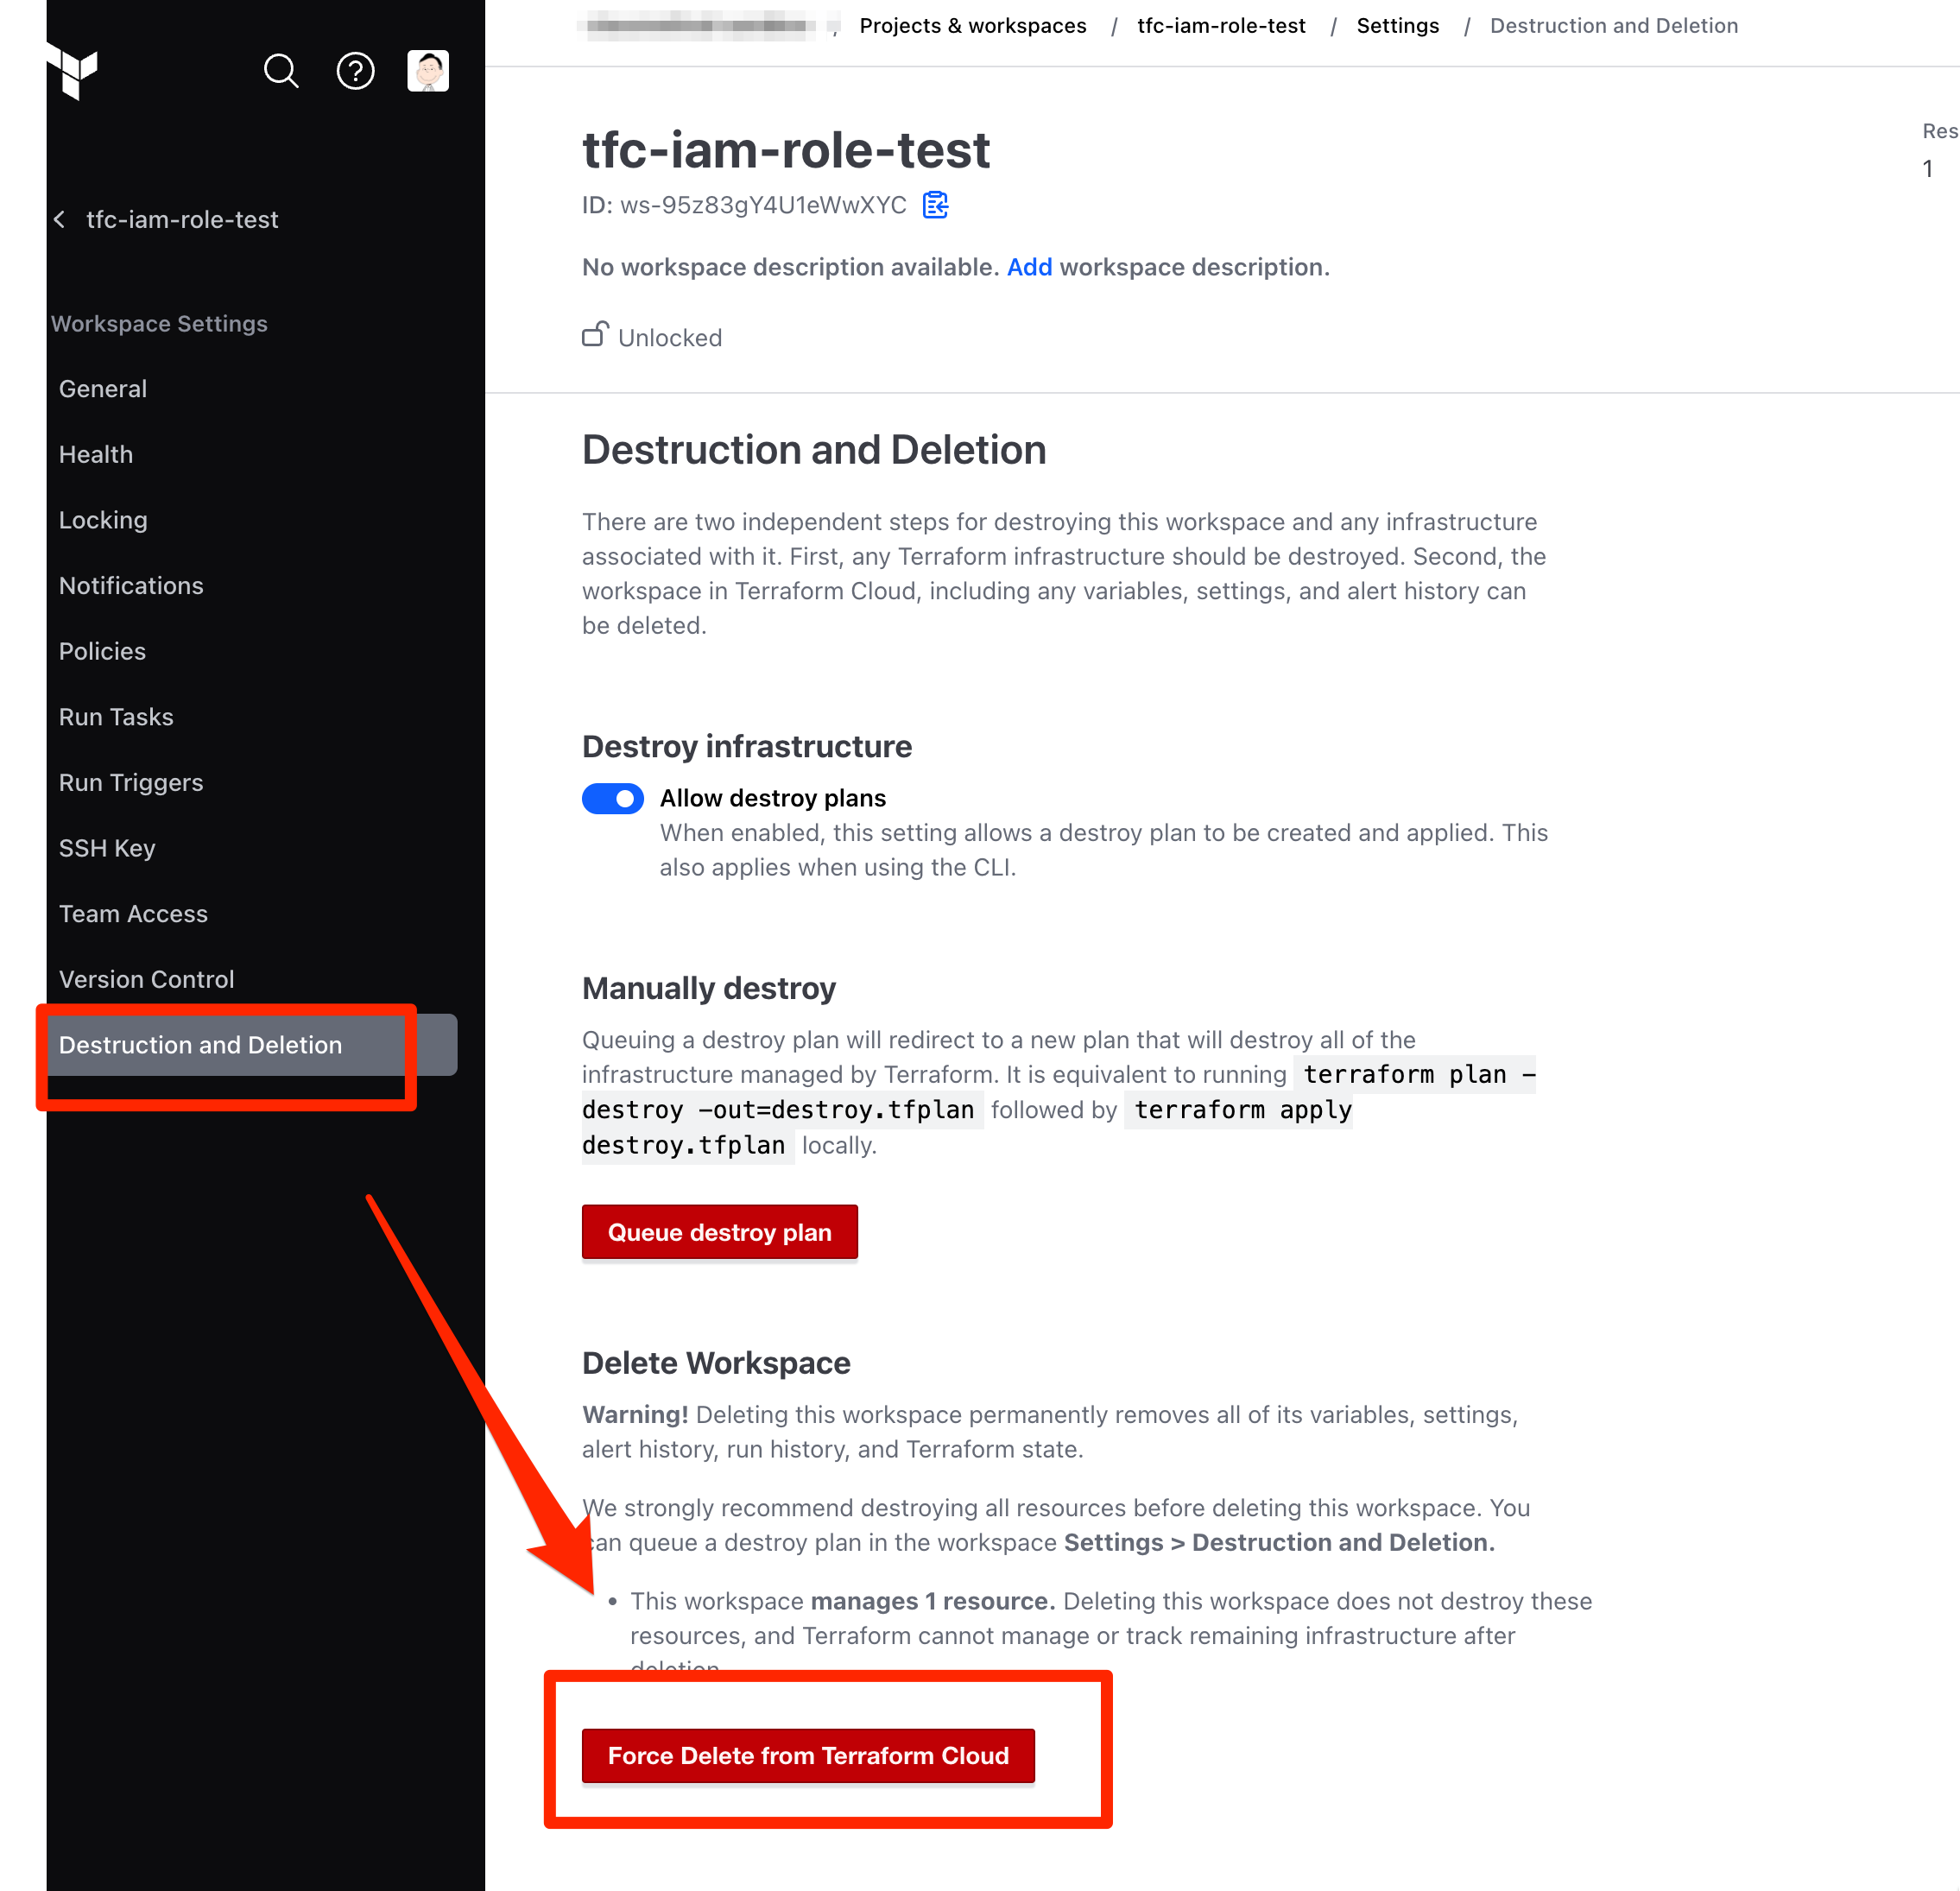 Projects & workspaces / tfc-iam-role-test / Settings / Destruction and Deletion
tfc-iam-role-test
Workspace Settings
General
Health
Locking
Notifications
Policies
Run Tasks
Run Triggers
SSH Key
Team Access
Version Control
Destruction and Deletion
tfc-iam-role-test
ID: ws-95z83gY4U1eWwXYC
No workspace description available. Add workspace description.
Unlocked
Res
1
Destruction and Deletion
There are two independent steps for destroying this workspace and any infrastructure
associated with it. First, any Terraform infrastructure should be destroyed. Second, the
workspace in Terraform Cloud, including any variables, settings, and alert history can
be deleted.
Destroy infrastructure
Allow destroy plans
When enabled, this setting allows a destroy plan to be created and applied. This
also applies when using the CLI.
Manually destroy
Queuing a destroy plan will redirect to a new plan that will destroy all of the
infrastructure managed by Terraform. It is equivalent to running terraform plan -
destroy -out=destroy.tfplan followed by terraform apply
destroy.tfplan locally.
Queue destroy plan
Delete Workspace
Warning! Deleting this workspace permanently removes all of its variables, settings,
alert history, run history, and Terraform state.
We strongly recommend destroying all resources before deleting this workspace. You
can queue a destroy plan in the workspace Settings > Destruction and Deletion.
• This workspace manages 1 resource. Deleting this workspace does not destroy these
resources, and Terraform cannot manage or track remaining infrastructure after
deletion
Force Delete from Terraform Cloud